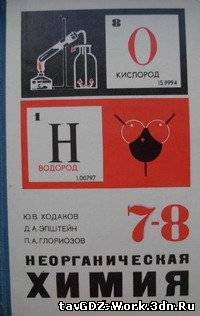 8
О
КИСЛОРОД
15.9994
1
Н
ВОДОРОД
1.00797
Ю.В. ХОДАКОВ
Д.А. ЭПШТЕЙН
П.А. ГЛОРИОЗОВ
7-8
НЕОРГАНИЧЕСКАЯ
ХИМИЯ
tavGDZ-Work.3dn.Ru